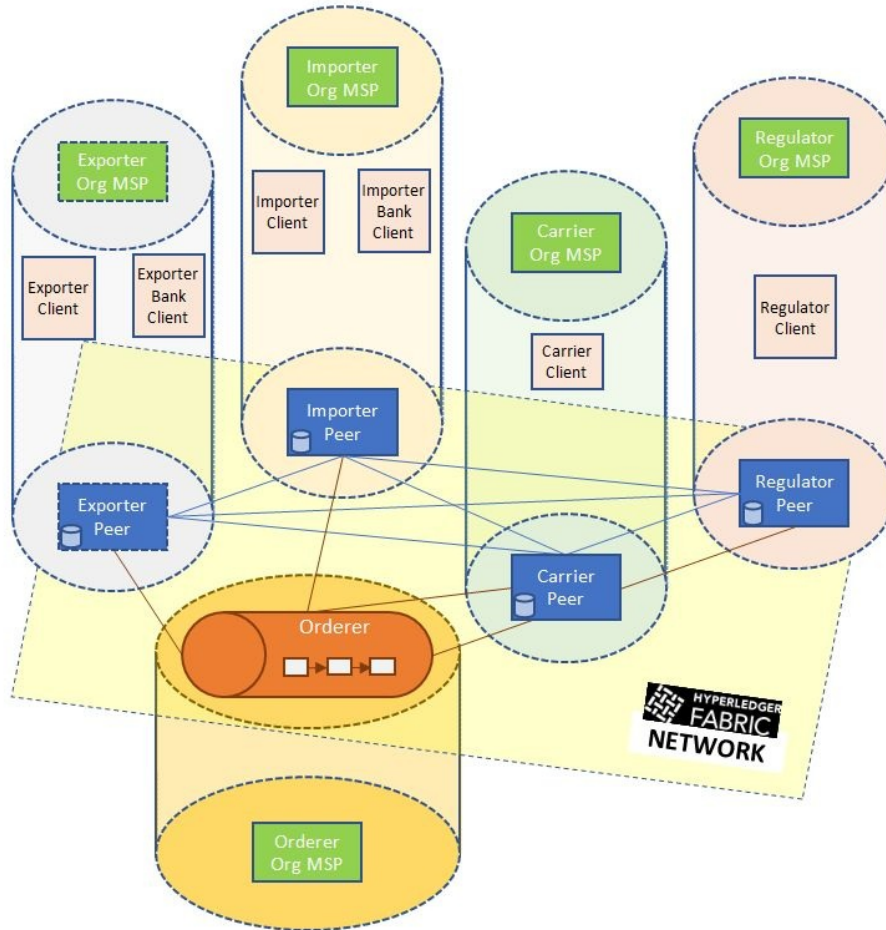 Importer
Org MSP
Exporter
Org MSP
Regulator
Org MSP
Importer
Client
Importer
Bank
Client
Carrier
Org MSP
Exporter
Client
Exporter
Bank
Client
Regulator
Client
Carrier
Client
Importer
Peer
Exporter
Peer
Regulator
Peer
Carrier
Peer
Orderer
HYPERLEDGER
FABRIC
NETWORK
Orderer
Org MSP